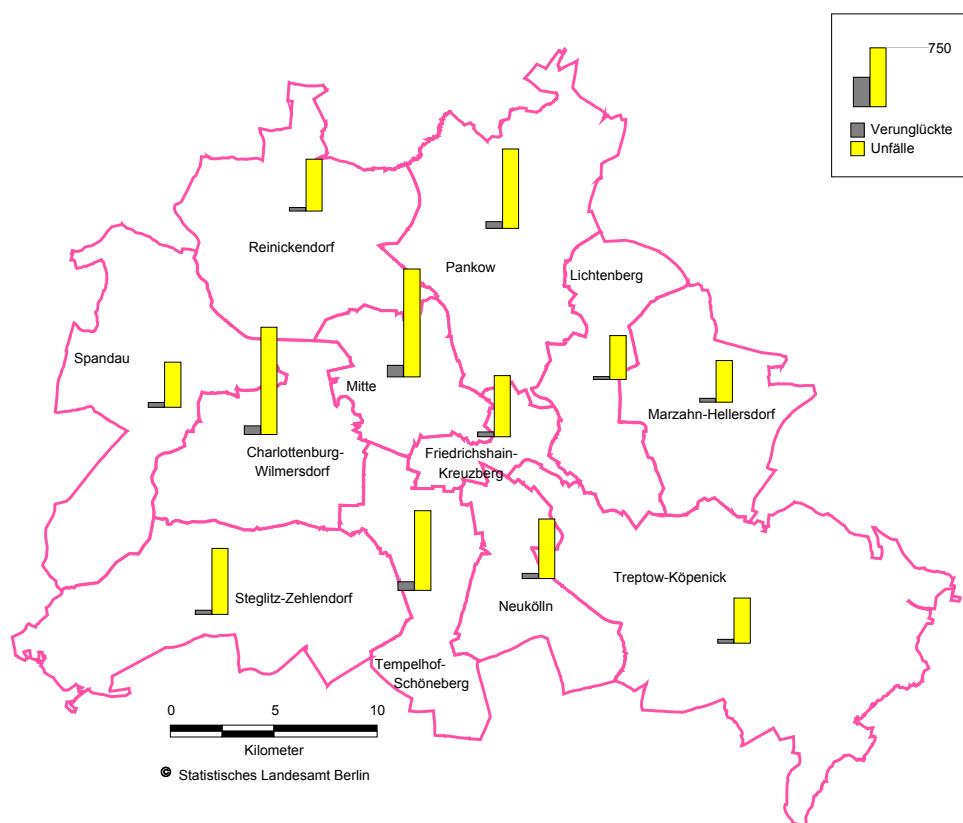 750
Verunglückte
Unfälle
Reinickendorf
Pankow
Lichtenberg
Spandau
Mitte
Marzahn-Hellersdorf
Charlottenburg-
Wilmersdorf
Friedrichshain-
Kreuzberg
Treptow-Köpenick
Steglitz-Zehlendorf
Neukölln
Tempelhof-
Schöneberg
0 5 10
Kilometer
© Statistisches Landesamt Berlin